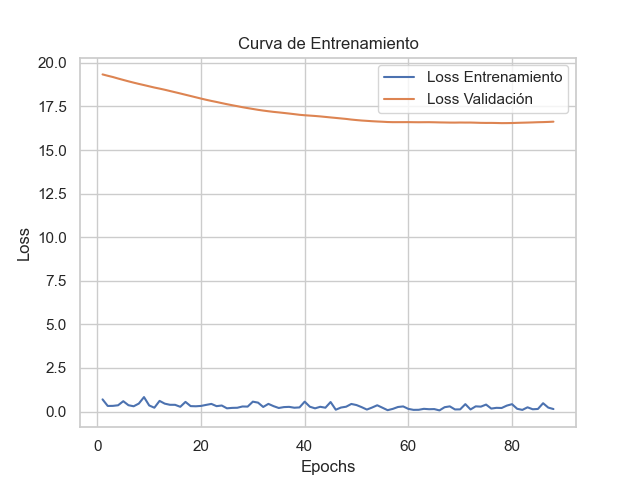 Curva de Entrenamiento
Loss Entrenamiento
Loss Validación
Loss
20.0
17.5
15.0
12.5
10.0
7.5
5.0
2.5
0.0
0 20 40 60 80
Epochs